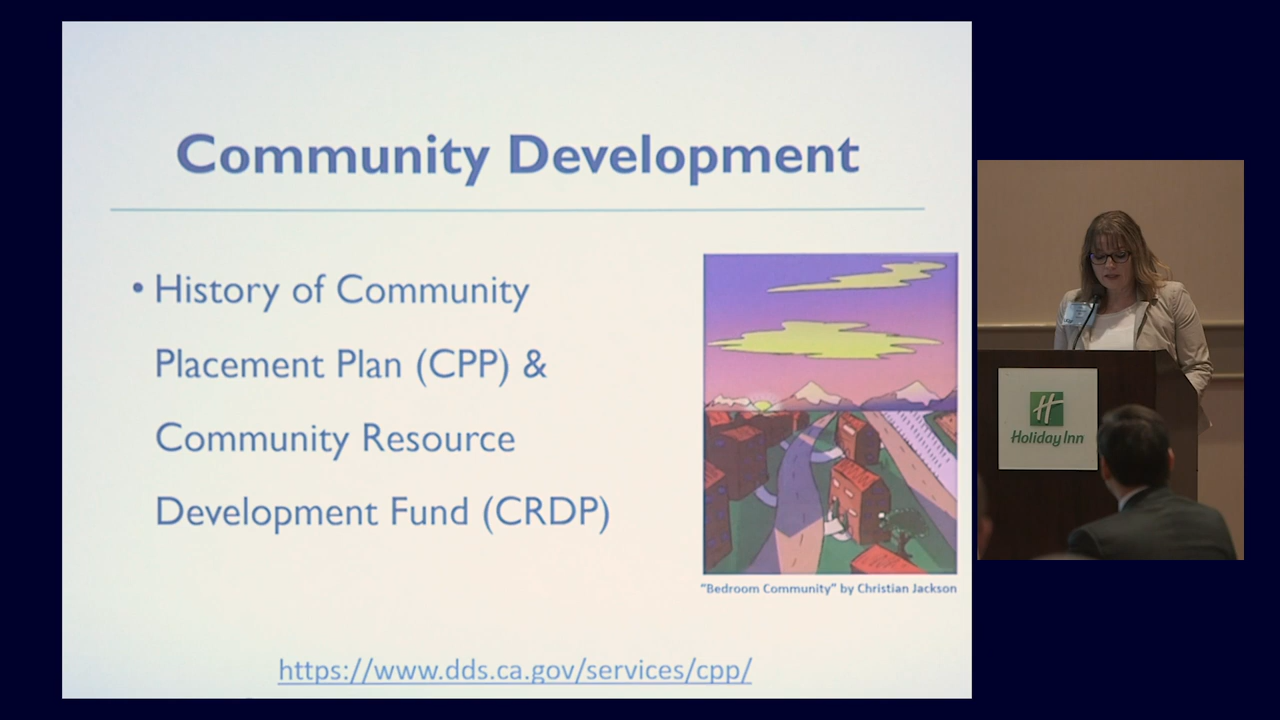 Community Development
• History of Community
Placement Plan (CPP) &
Community Resource
Development Fund (CRDP)
"Bedroom Community" by Christian Jackson
https://www.dds.ca.gov/services/cpp/
Holiday Inn